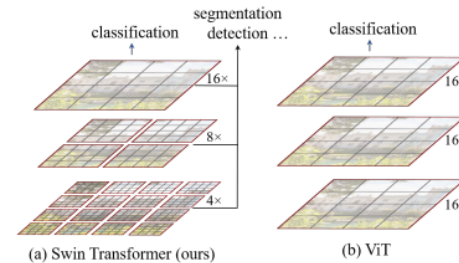 segmentation
classification
detection ...
classification
16×
16
8×
16
4×
16
(a) Swin Transformer (ours)
(b) ViT